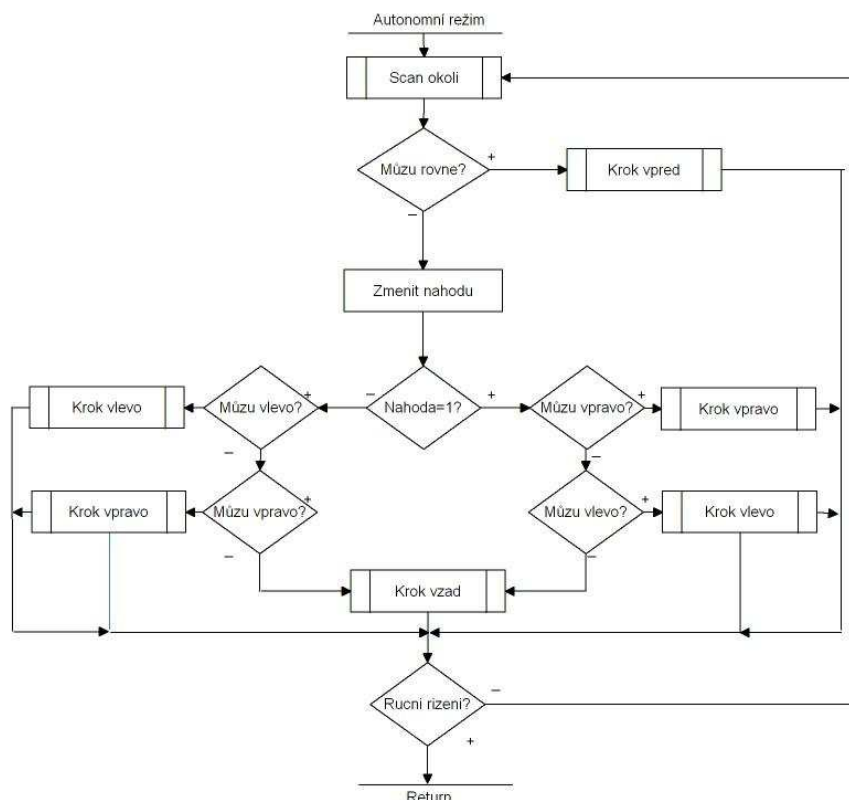 Autonomní režim
Scan okoli
Můzu rovne?
+
Krok vpred
−
Zmenit nahodu
Krok vlevo
Můzu vlevo?
+
−
Nahoda=1?
+
Můzu vpravo?
+
Krok vpravo
−
−
Krok vpravo
Můzu vpravo?
+
Můzu vlevo?
+
Krok vlevo
−
−
Krok vzad
Rucni rizeni?
−
+
Return